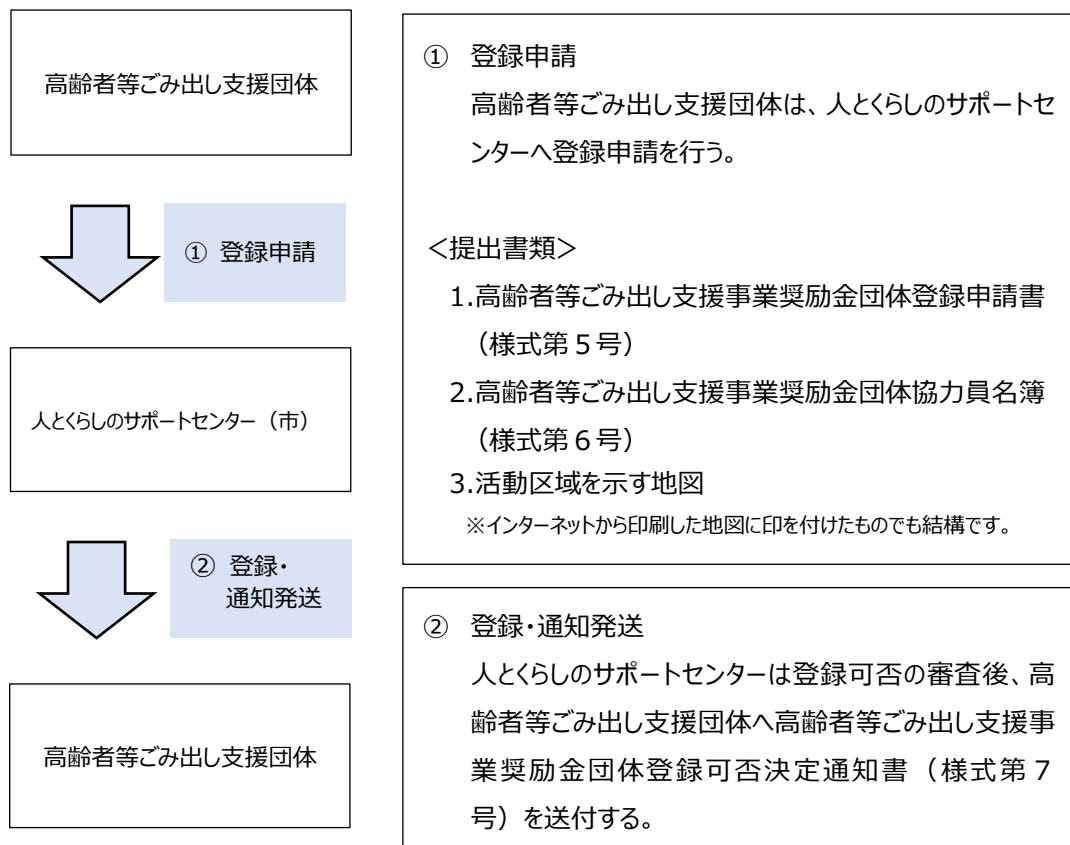 高齢者等ごみ出し支援団体
① 登録申請
人とくらしのサポートセンター（市）
② 登録・
通知発送
高齢者等ごみ出し支援団体
① 登録申請
高齢者等ごみ出し支援団体は、人とくらしのサポートセ
ンターへ登録申請を行う。
＜提出書類＞
1.高齢者等ごみ出し支援事業奨励金団体登録申請書
（様式第５号）
2.高齢者等ごみ出し支援事業奨励金団体協力員名簿
（様式第６号）
3.活動区域を示す地図
※インターネットから印刷した地図に印を付けたものでも結構です。
② 登録・通知発送
人とくらしのサポートセンターは登録可否の審査後、高
齢者等ごみ出し支援団体へ高齢者等ごみ出し支援事
業奨励金団体登録可否決定通知書（様式第７
号）を送付する。